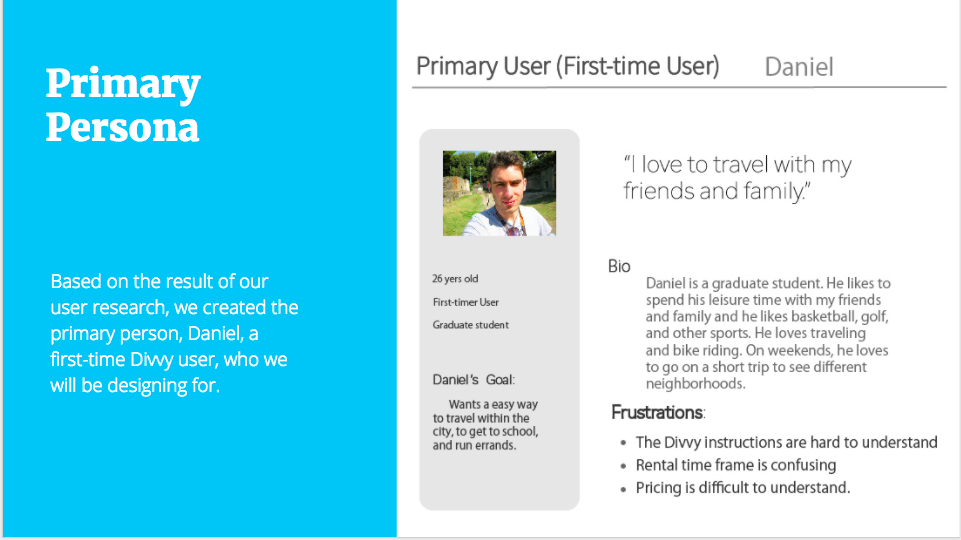 Primary
Persona
Based on the result of our
user research, we created the
primary person, Daniel, a
first-time Divvy user, who we
will be designing for.
Primary User (First-time User) Daniel
26 yers old
First-timer User
Graduate student
Daniel's Goal:
Wants a easy way
to travel within the
city, to get to school,
and run errands.
“I love to travel with my
friends and family.”
Bio
Daniel is a graduate student. He likes to
spend his leisure time with my friends
and family and he likes basketball, golf,
and other sports. He loves traveling
and bike riding. On weekends, he loves
to go on a short trip to see different
neighborhoods.
Frustrations:
• The Divvy instructions are hard to understand
• Rental time frame is confusing
• Pricing is difficult to understand.